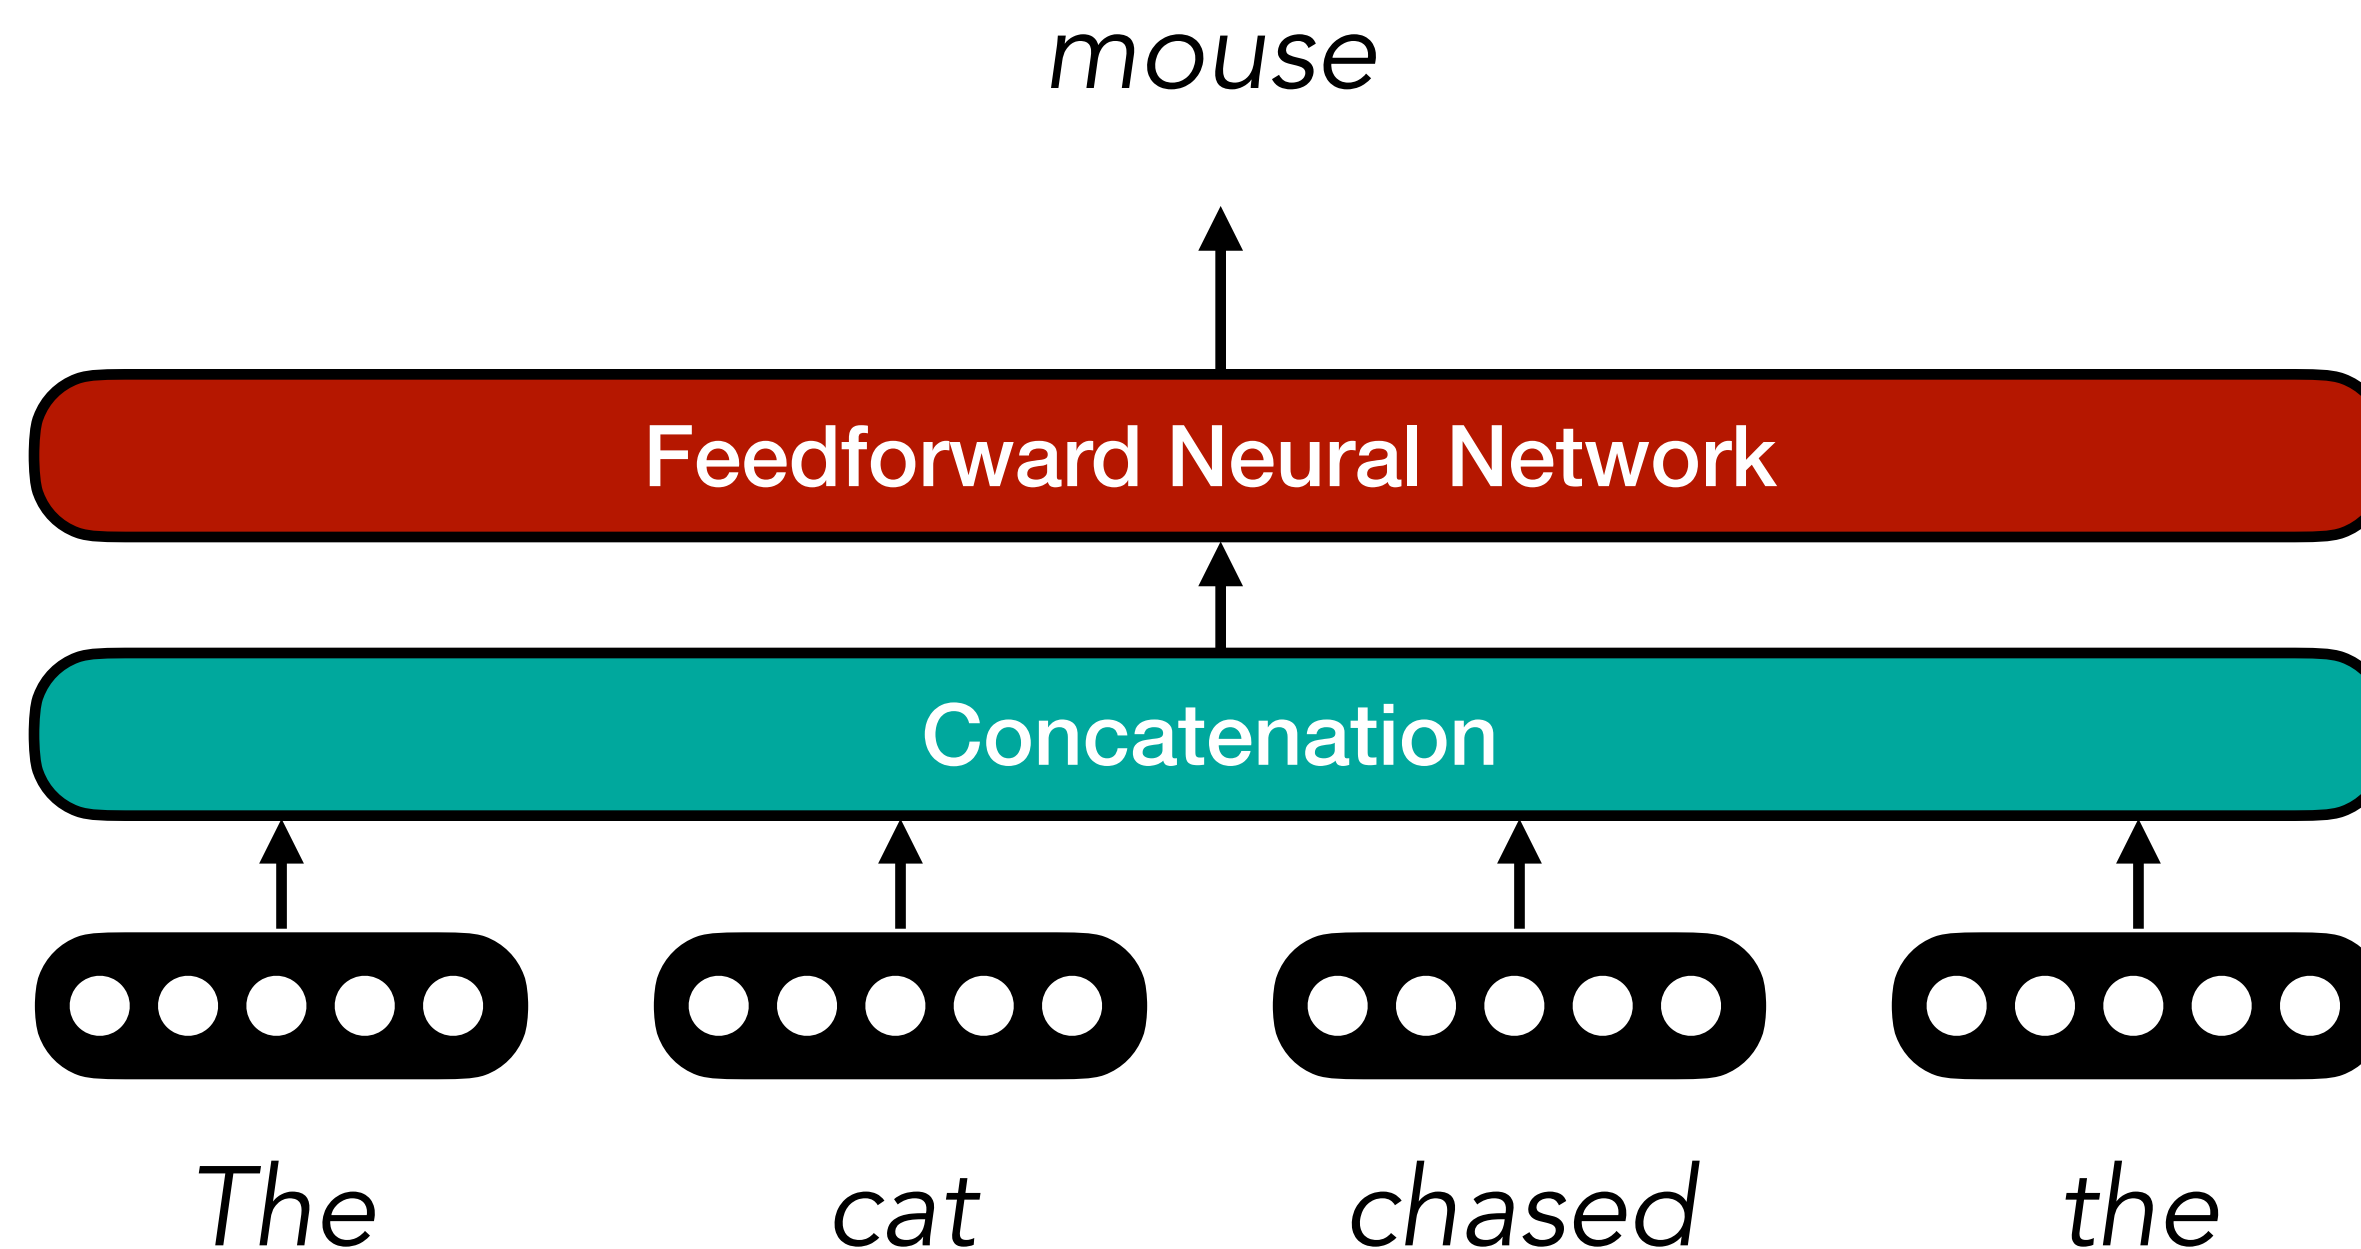 mouse
Feedforward Neural Network
Concatenation
The cat chased the